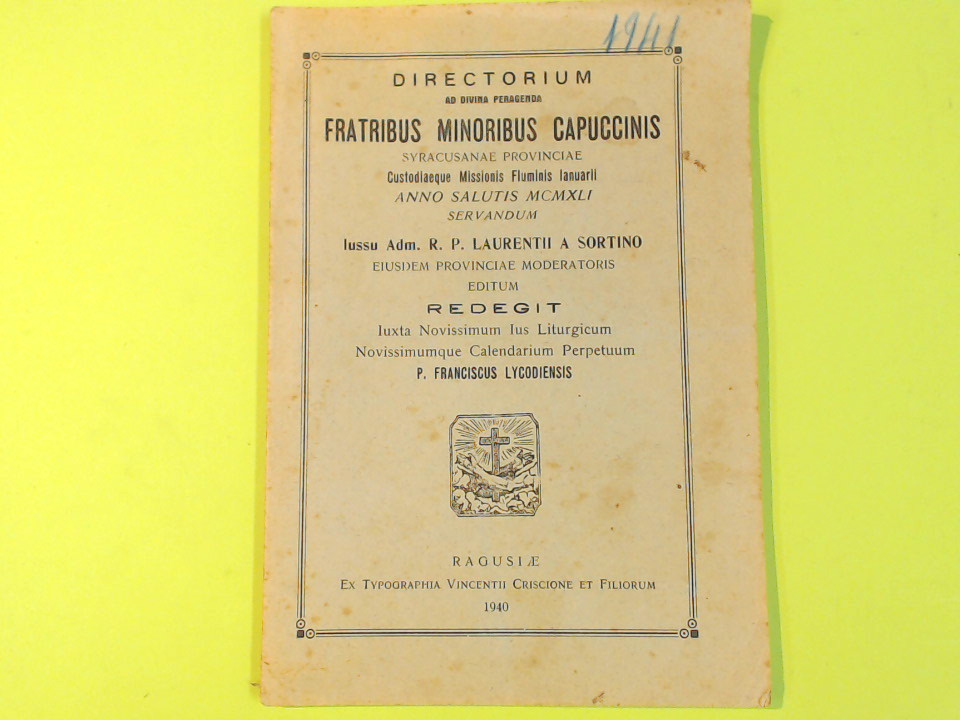 1941
DIRECTORIUM
AD DIVINA PERAGENDA
FRATRIBUS MINORIBUS CAPUCCINIS
SYRACUSANAE PROVINCIAE
Custodiaeque Missionis Fluminis Ianuarii
ANNO SALUTIS MCMXLI
SERVANDUM
Iussu Adm. R. P. LAURENTII A SORTINO
EIUSDEM PROVINCIAE MODERATORIS
EDITUM
REDEGIT
Iuxta Novissimum Ius Liturgicum
Novissimumque Calendarium Perpetuum
P. FRANCISCUS LYCODIENSIS
RAGUSIÆ
EX TYPOGRAPHIA VINCENTII CRISCIONE ET FILIORUM
1940